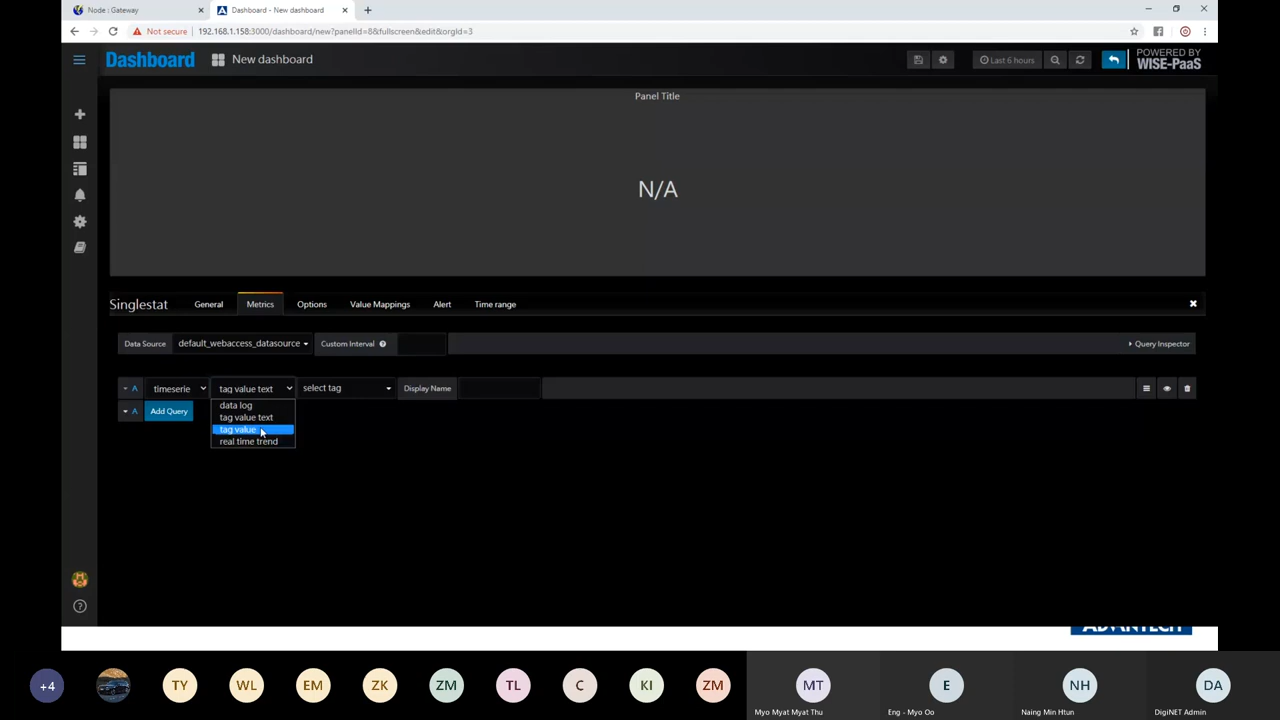 Node : Gateway
Dashboard - New dashboard
Not secure
192.168.1.158:3000/dashboard/new?panelId=8&fullscreen&edit&orgId=3
Dashboard
New dashboard
Last 6 hours
POWERED BY
WISE-PaaS
Panel Title
N/A
Singlestat
General
Metrics
Options
Value Mappings
Alert
Time range
Data Source
default_webaccess_datasource
Custom Interval
Query Inspector
A
timeserie
tag value text
select tag
Display Name
A
Add Query
data log
tag value text
tag value
real time trend
ADVANTECH
+4
TY
WL
EM
ZK
ZM
TL
C
KI
ZM
MT
E
NH
DA
Myo Myat Myat Thu
Eng - Myo Oo
Naing Min Htun
DigiNET Admin